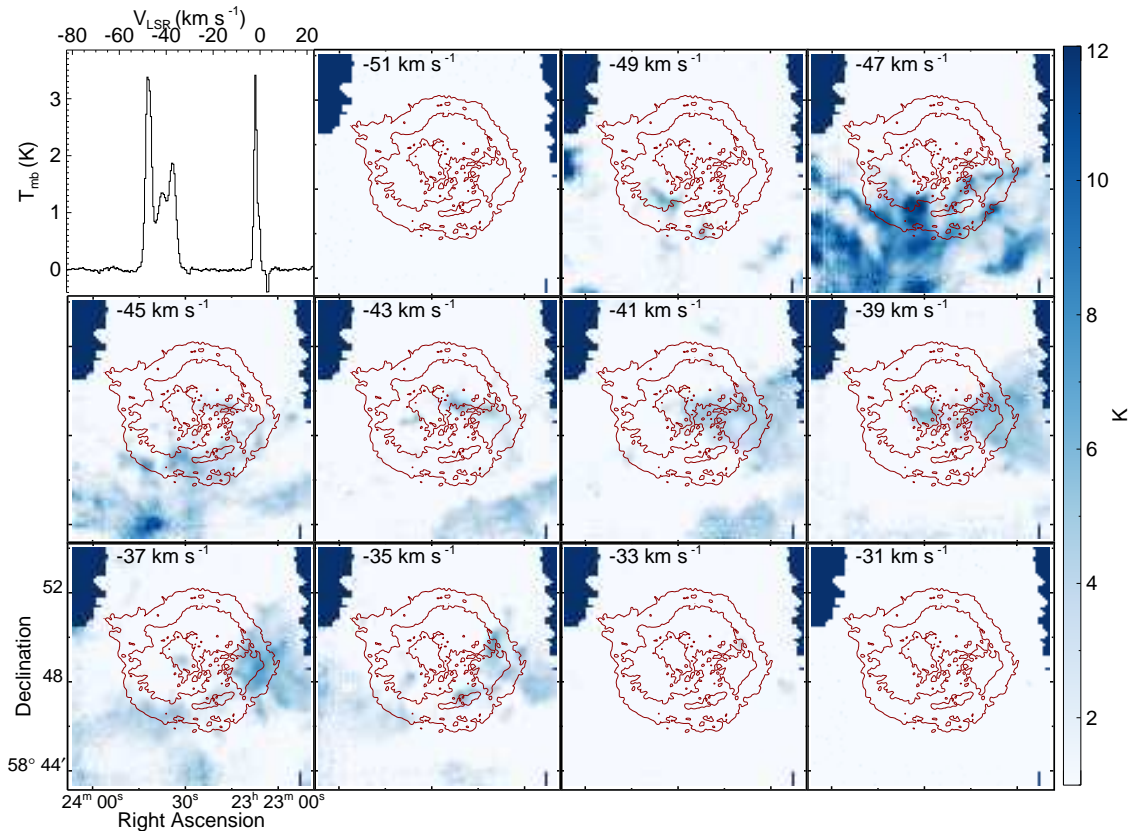 V_LSR (km s⁻¹)
-80 -60 -40 -20 0 20
T_mb (K)
3
2
1
0
-51 km s⁻¹
-49 km s⁻¹
-47 km s⁻¹
-45 km s⁻¹
-43 km s⁻¹
-41 km s⁻¹
-39 km s⁻¹
-37 km s⁻¹
-35 km s⁻¹
-33 km s⁻¹
-31 km s⁻¹
Declination
52
48
58° 44′
24ᵐ 00ˢ 30ˢ 23ʰ 23ᵐ 00ˢ
Right Ascension
12
10
8
6
4
2
K